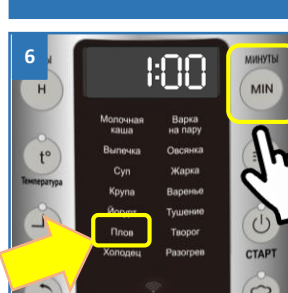 6
МИНУТЫ
H
1:00
MIN
Молочная каша
Варка на пару
Выпечка
Овсянка
t°
Суп
Жарка
Температура
Крупа
Варенье
Йогурт
Тушение
Плов
Творог
Холодец
Разогрев
СТАРТ